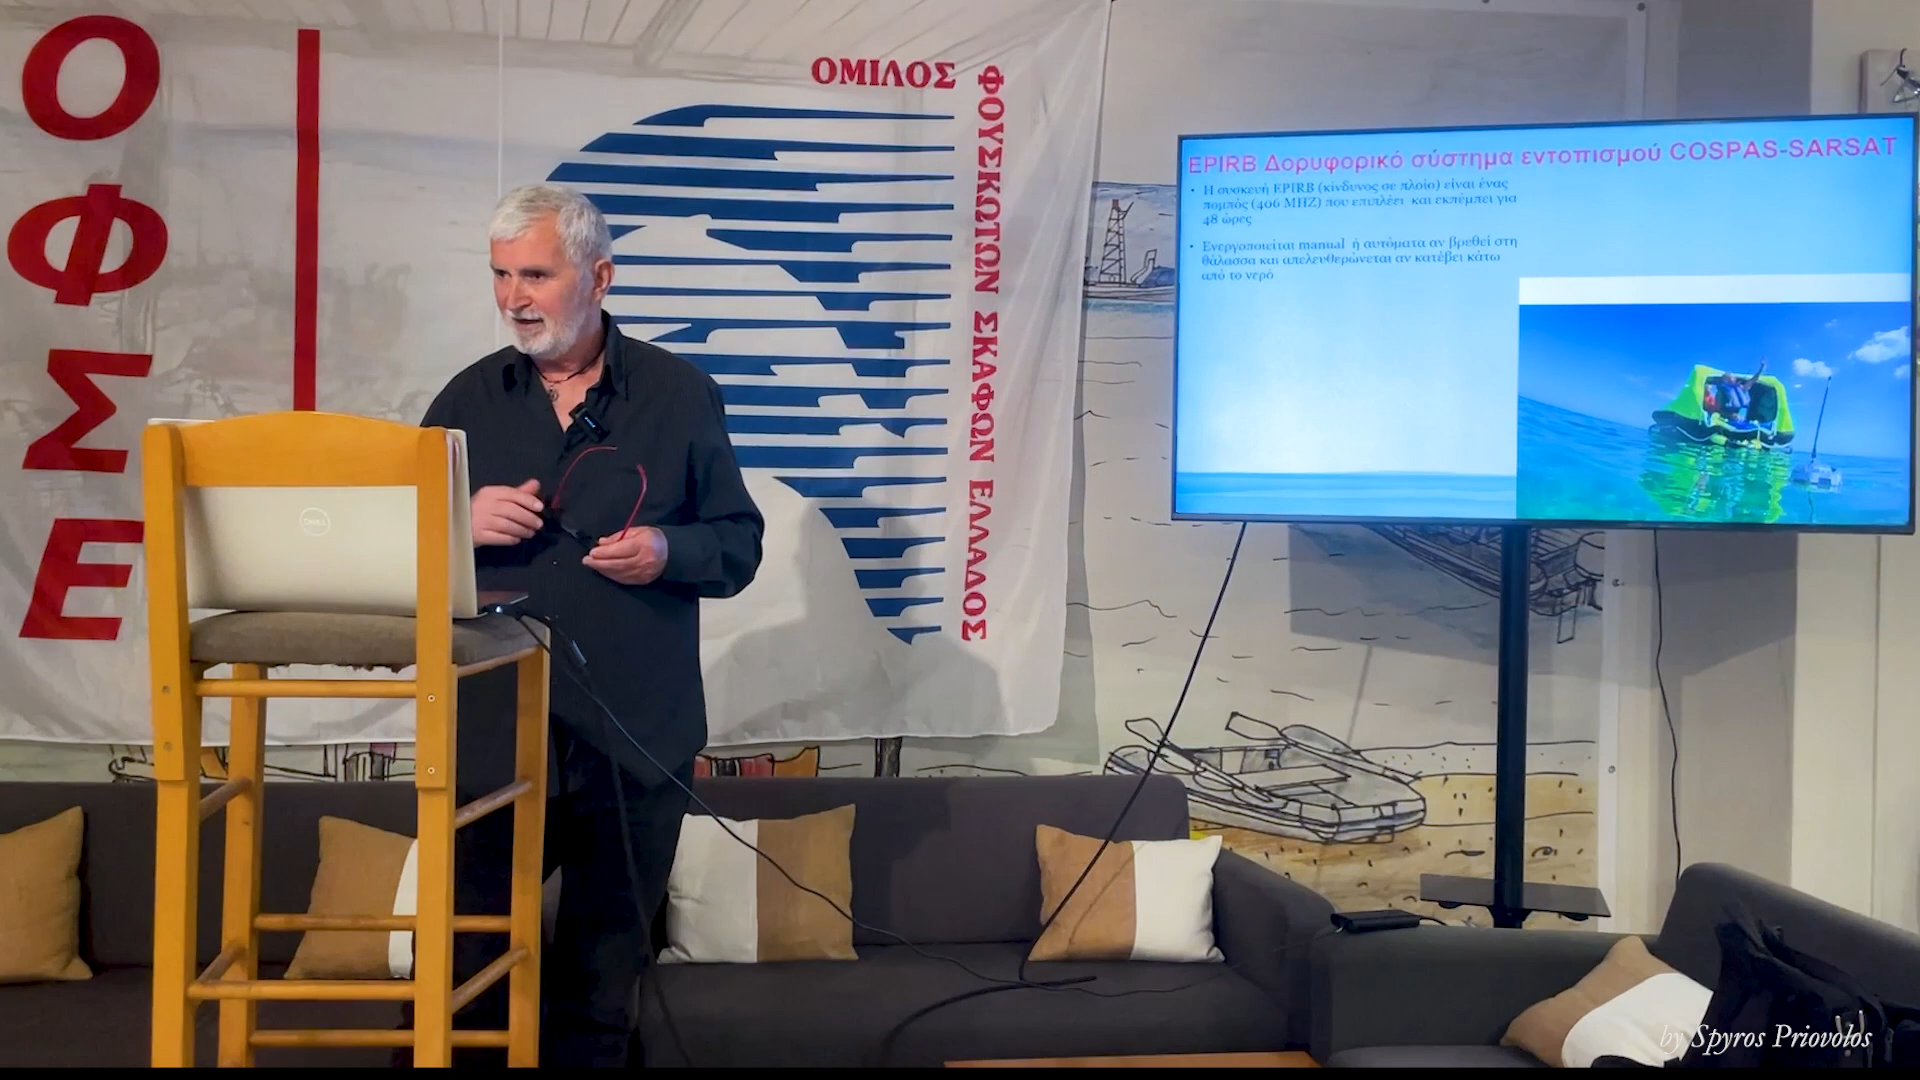 ΟΦΣΕ
ΟΜΙΛΟΣ
ΦΟΥΣΚΩΤΩΝ ΣΚΑΦΩΝ ΕΛΛΑΔΟΣ
EPIRB Δορυφορικό σύστημα εντοπισμού COSPAS-SARSAT
• Η συσκευή EPIRB (κίνδυνος σε πλοίο) είναι ένας
πομπός (406 MHZ) που επιπλέει και εκπέμπει για
48 ώρες
• Ενεργοποιείται manual ή αυτόματα αν βρεθεί στη
θάλασσα και απελευθερώνεται αν κατέβει κάτω
από το νερό
DELL
by Spyros Priovolos